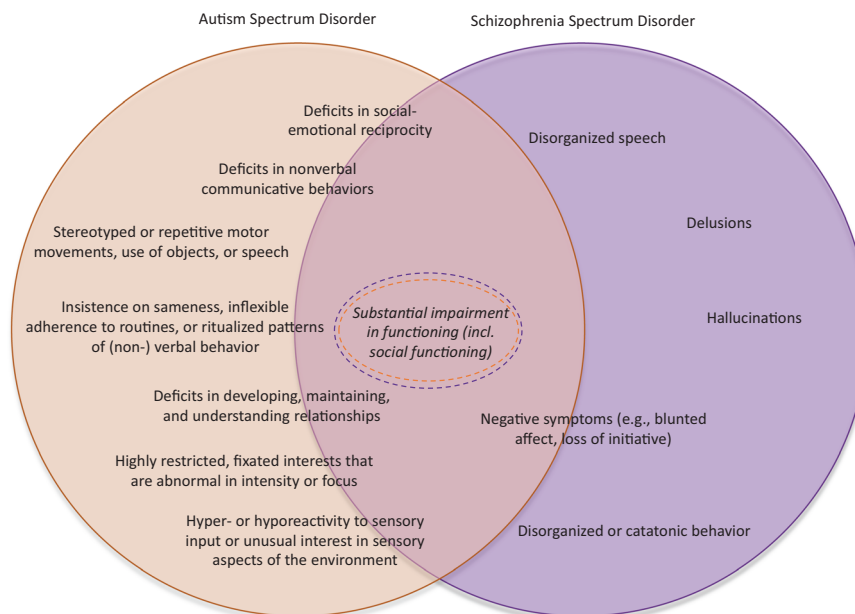 Autism Spectrum Disorder
Schizophrenia Spectrum Disorder
Deficits in social-
emotional reciprocity
Disorganized speech
Deficits in nonverbal
communicative behaviors
Delusions
Stereotyped or repetitive motor
movements, use of objects, or speech
Insistence on sameness, inflexible
adherence to routines, or ritualized patterns
of (non-) verbal behavior
Substantial impairment
in functioning (incl.
social functioning)
Hallucinations
Deficits in developing, maintaining,
and understanding relationships
Negative symptoms (e.g., blunted
affect, loss of initiative)
Highly restricted, fixated interests that
are abnormal in intensity or focus
Hyper- or hyporeactivity to sensory
input or unusual interest in sensory
aspects of the environment
Disorganized or catatonic behavior